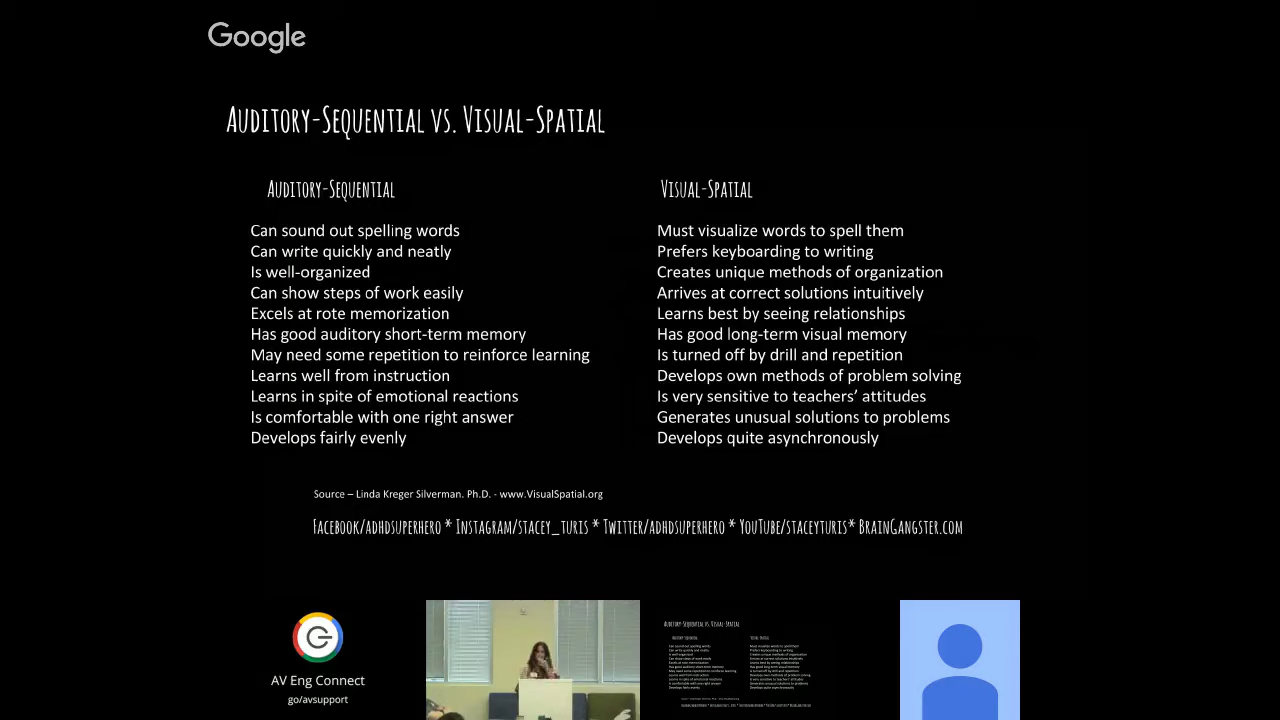 Google
Auditory-Sequential vs. Visual-Spatial
Auditory-Sequential
Can sound out spelling words
Can write quickly and neatly
Is well-organized
Can show steps of work easily
Excels at rote memorization
Has good auditory short-term memory
May need some repetition to reinforce learning
Learns well from instruction
Learns in spite of emotional reactions
Is comfortable with one right answer
Develops fairly evenly
Visual-Spatial
Must visualize words to spell them
Prefers keyboarding to writing
Creates unique methods of organization
Arrives at correct solutions intuitively
Learns best by seeing relationships
Has good long-term visual memory
Is turned off by drill and repetition
Develops own methods of problem solving
Is very sensitive to teachers’ attitudes
Generates unusual solutions to problems
Develops quite asynchronously
Source – Linda Kreger Silverman. Ph.D. - www.VisualSpatial.org
Facebook/adhdsuperhero * Instagram/stacey_turis * Twitter/adhdsuperhero * YouTube/staceyturis* BrainGangster.com
AV Eng Connect
go/avsupport
Auditory-Sequential vs. Visual-Spatial